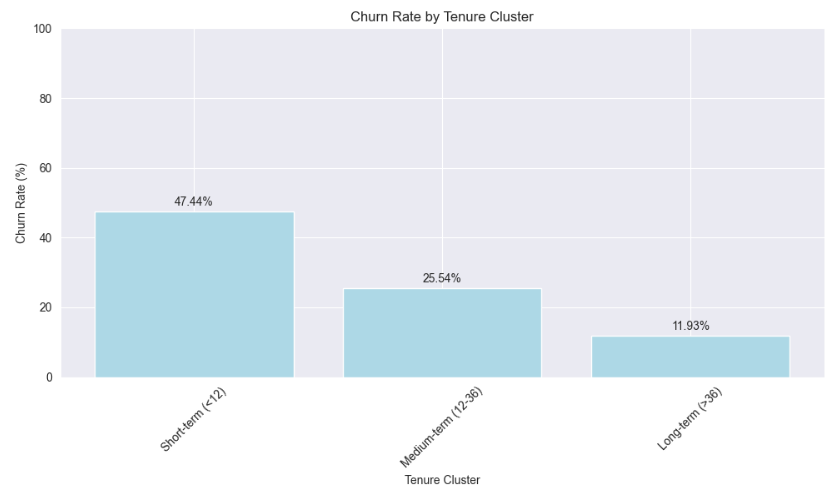 Churn Rate by Tenure Cluster
100
80
60
40
20
0
Churn Rate (%)
47.44%
25.54%
11.93%
Short-term (<12)
Medium-term (12-36)
Long-term (>36)
Tenure Cluster